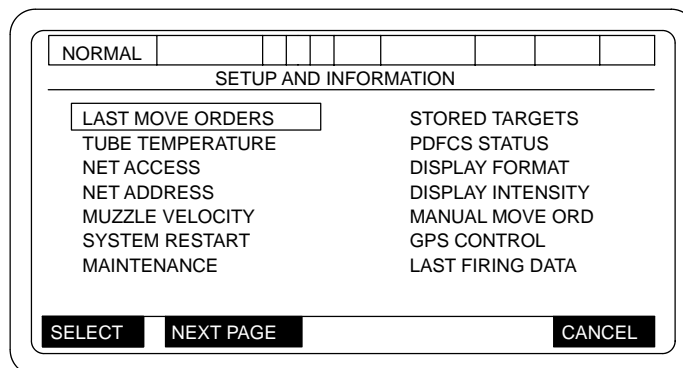 NORMAL
SETUP AND INFORMATION
LAST MOVE ORDERS
TUBE TEMPERATURE
NET ACCESS
NET ADDRESS
MUZZLE VELOCITY
SYSTEM RESTART
MAINTENANCE
STORED TARGETS
PDFCS STATUS
DISPLAY FORMAT
DISPLAY INTENSITY
MANUAL MOVE ORD
GPS CONTROL
LAST FIRING DATA
SELECT NEXT PAGE CANCEL